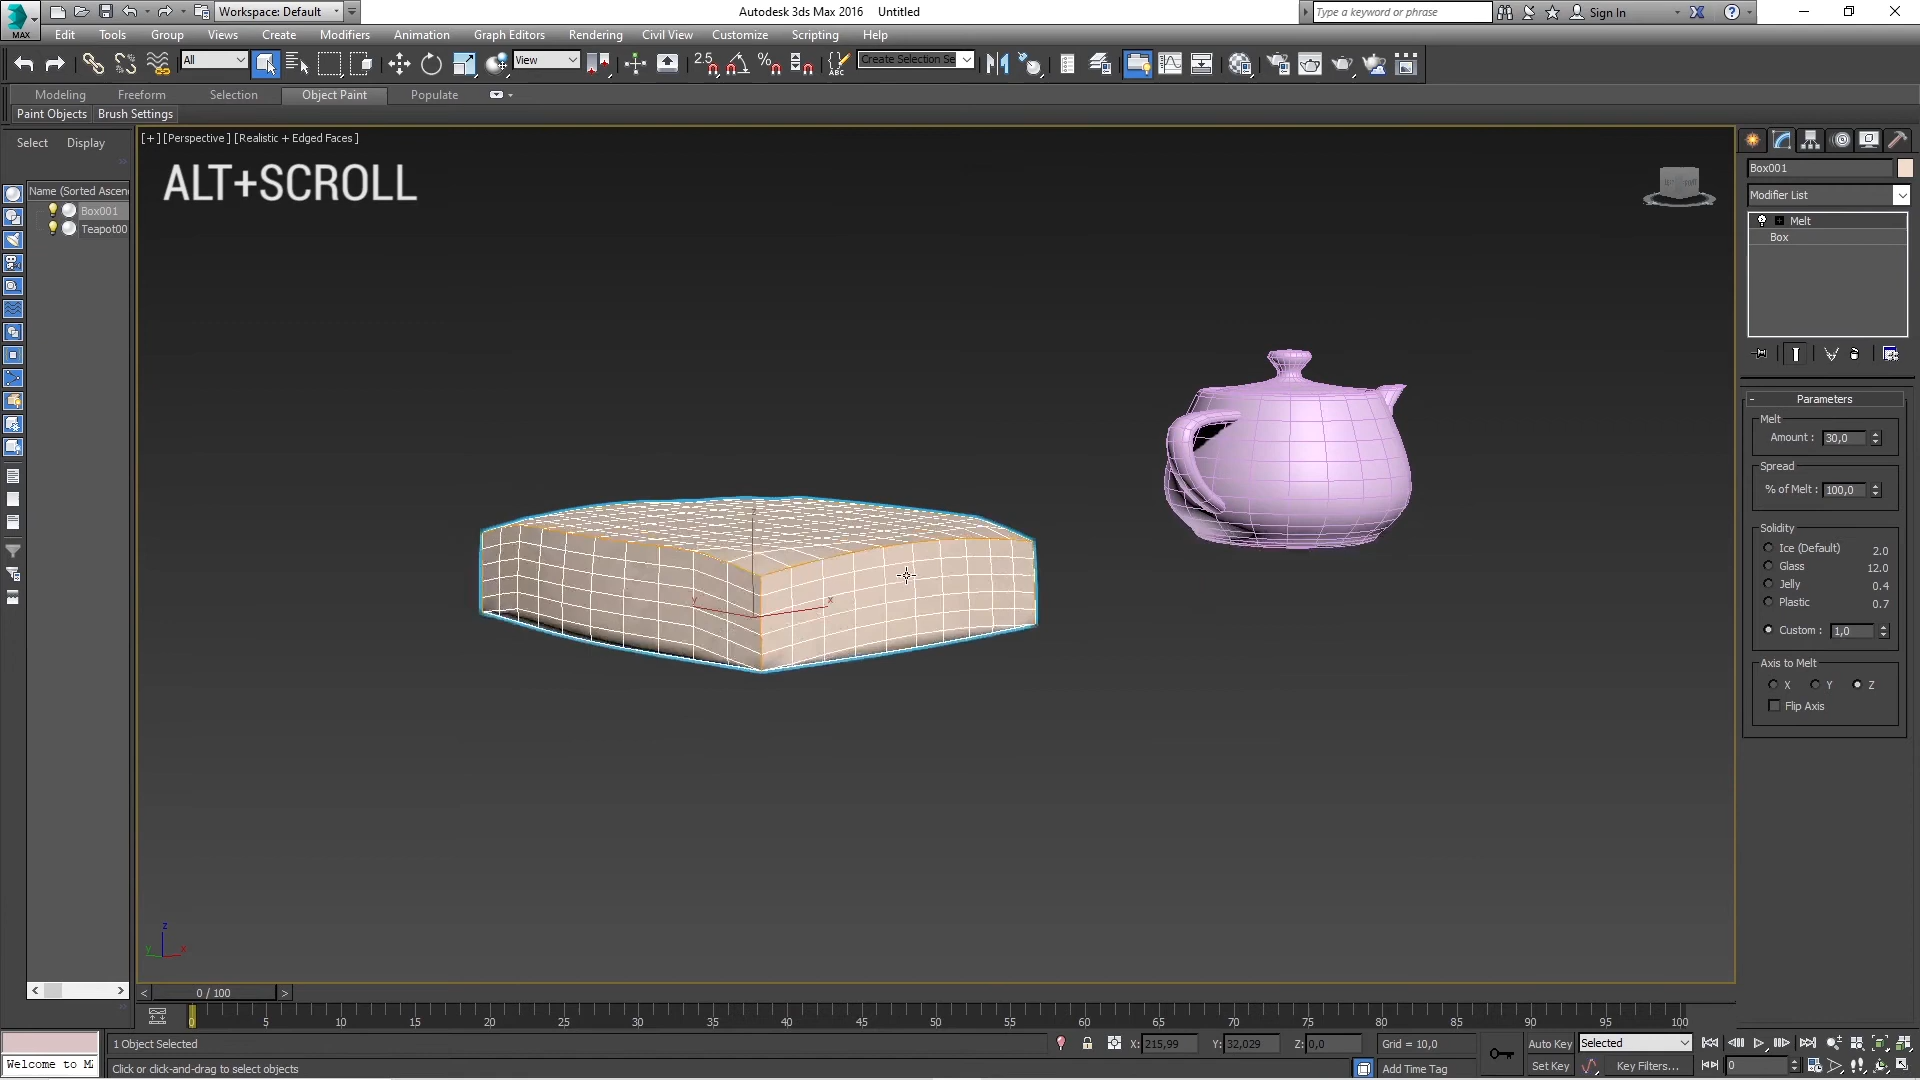 Workspace: Default
Autodesk 3ds Max 2016 Untitled
Type a keyword or phrase
Sign In
MAX
Edit Tools Group Views Create Modifiers Animation Graph Editors Rendering Civil View Customize Scripting Help
All
View
2.5
ABC
Create Selection Se
Modeling Freeform Selection Object Paint Populate
Paint Objects Brush Settings
Select Display
[+] [Perspective] [Realistic + Edged Faces]
ALT+SCROLL
Name (Sorted Ascen
Box001
Teapot00
Box001
Modifier List
Melt
Box
Parameters
Melt
Amount : 30,0
Spread
% of Melt : 100,0
Solidity
Ice (Default) 2.0
Glass 12.0
Jelly 0.4
Plastic 0.7
Custom : 1,0
Axis to Melt
X Y Z
Flip Axis
y x
z
y x
0 / 100
0 5 10 15 20 25 30 35 40 45 50 55 60 65 70 75 80 85 90 95 100
1 Object Selected
X: 215,99 Y: 32,029 Z: 0,0 Grid = 10,0
Auto Key Selected
Welcome to M
Click or click-and-drag to select objects
Add Time Tag
Set Key Key Filters...
0